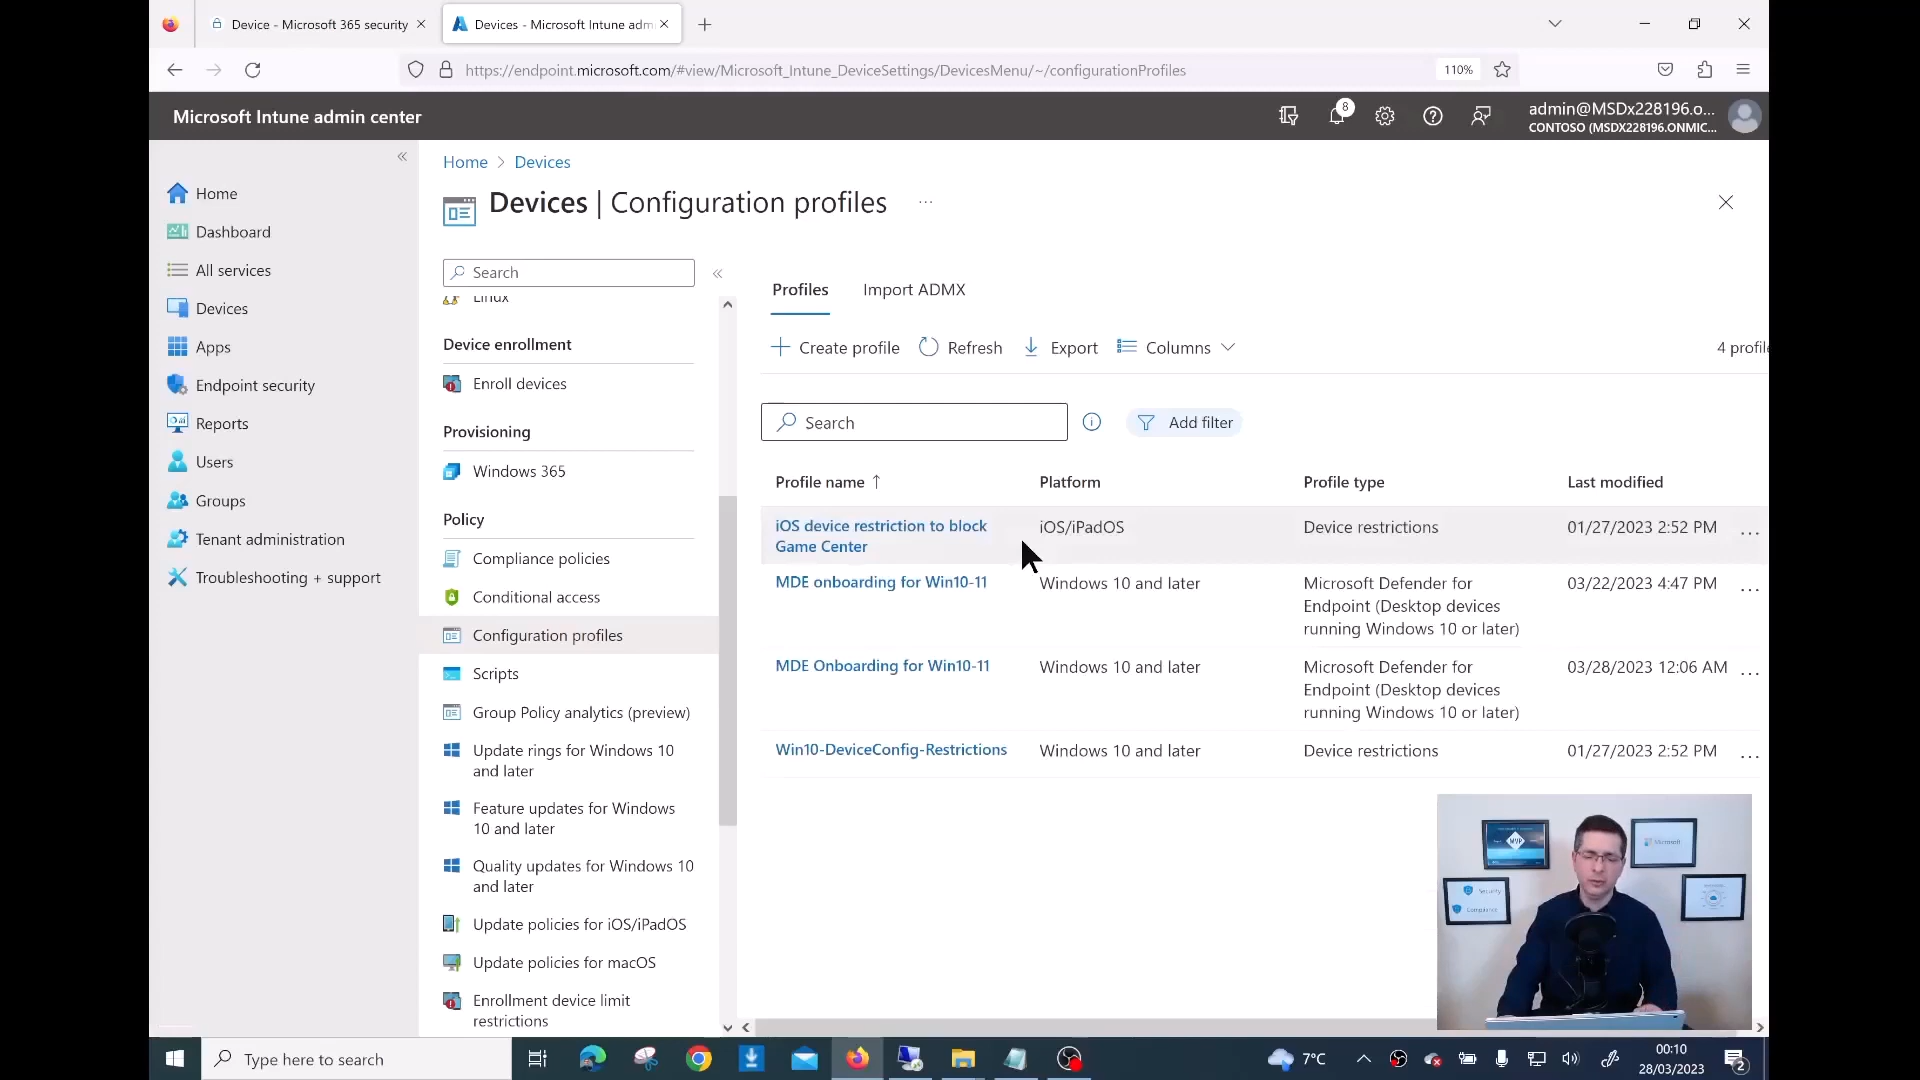 Device - Microsoft 365 security
Devices - Microsoft Intune adm
https://endpoint.microsoft.com/#view/Microsoft_Intune_DeviceSettings/DevicesMenu/~/configurationProfiles
110%
Microsoft Intune admin center
8
admin@MSDx228196.o...
CONTOSO (MSDX228196.ONMIC...
Home
Dashboard
All services
Devices
Apps
Endpoint security
Reports
Users
Groups
Tenant administration
Troubleshooting + support
Home > Devices
Devices | Configuration profiles ...
Search
Linux
Device enrollment
Enroll devices
Provisioning
Windows 365
Policy
Compliance policies
Conditional access
Configuration profiles
Scripts
Group Policy analytics (preview)
Update rings for Windows 10
and later
Feature updates for Windows
10 and later
Quality updates for Windows 10
and later
Update policies for iOS/iPadOS
Update policies for macOS
Enrollment device limit
restrictions
Profiles Import ADMX
Create profile Refresh Export Columns
4 profile
Search
Add filter
Profile name ↑ Platform Profile type Last modified
iOS device restriction to block
Game Center
iOS/iPadOS
Device restrictions
01/27/2023 2:52 PM ...
MDE onboarding for Win10-11
Windows 10 and later
Microsoft Defender for
Endpoint (Desktop devices
running Windows 10 or later)
03/22/2023 4:47 PM ...
MDE Onboarding for Win10-11
Windows 10 and later
Microsoft Defender for
Endpoint (Desktop devices
running Windows 10 or later)
03/28/2023 12:06 AM ...
Win10-DeviceConfig-Restrictions
Windows 10 and later
Device restrictions
01/27/2023 2:52 PM ...
MVP
Microsoft
Security
Compliance
Type here to search
7°C
00:10
28/03/2023
2